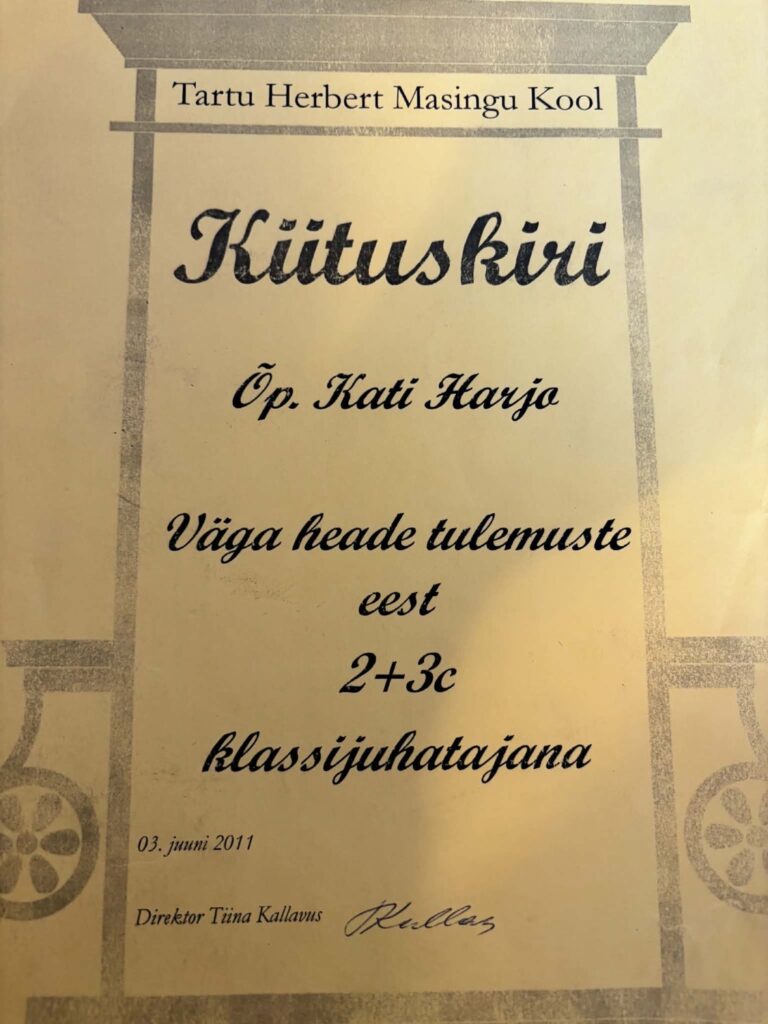 Tartu Herbert Masingu Kool
Kiituskiri
Õp. Kati Harjo
Väga heade tulemuste
eest
2+3c
klassijuhatajana
03. juuni 2011
Direktor Tiina Kallavus